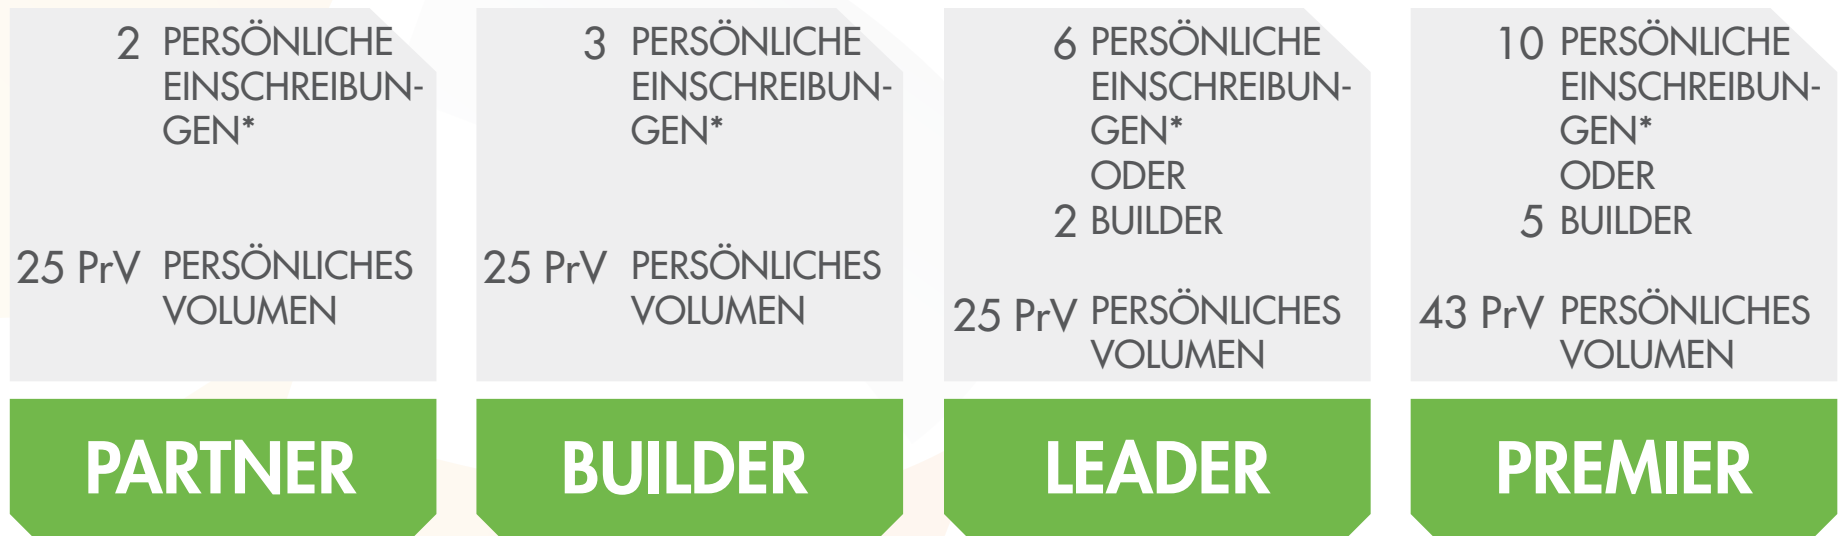 2 PERSÖNLICHE
EINSCHREIBUN-
GEN*
25 PrV PERSÖNLICHES
VOLUMEN
PARTNER
3 PERSÖNLICHE
EINSCHREIBUN-
GEN*
25 PrV PERSÖNLICHES
VOLUMEN
BUILDER
6 PERSÖNLICHE
EINSCHREIBUN-
GEN*
ODER
2 BUILDER
25 PrV PERSÖNLICHES
VOLUMEN
LEADER
10 PERSÖNLICHE
EINSCHREIBUN-
GEN*
ODER
5 BUILDER
43 PrV PERSÖNLICHES
VOLUMEN
PREMIER